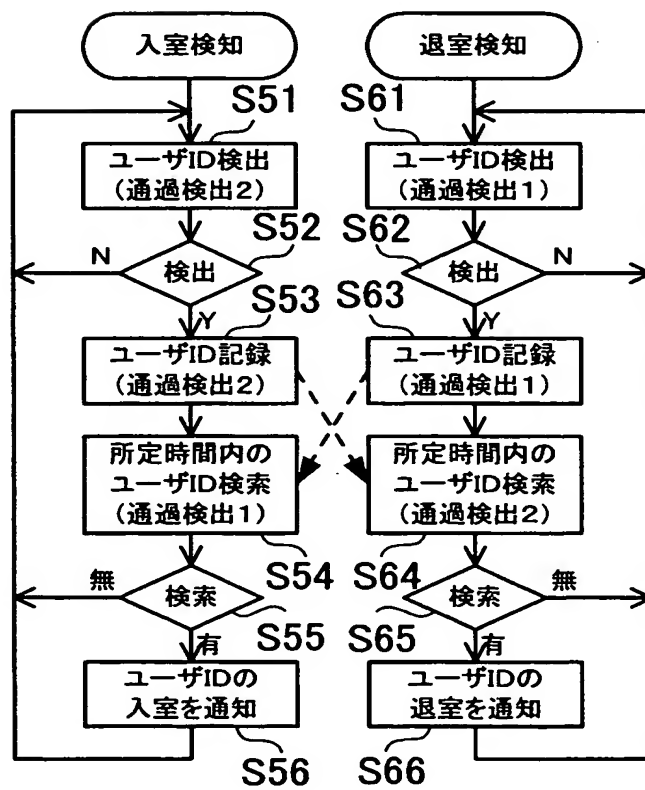 入室検知
S51
ユーザID検出
(通過検出2)
S52
検出
N
Y
S53
ユーザID記録
(通過検出2)
所定時間内の
ユーザID検索
(通過検出1)
S54
検索
無
有
S55
ユーザIDの
入室を通知
S56
退室検知
S61
ユーザID検出
(通過検出1)
S62
検出
N
Y
S63
ユーザID記録
(通過検出1)
所定時間内の
ユーザID検索
(通過検出2)
S64
検索
無
有
S65
ユーザIDの
退室を通知
S66